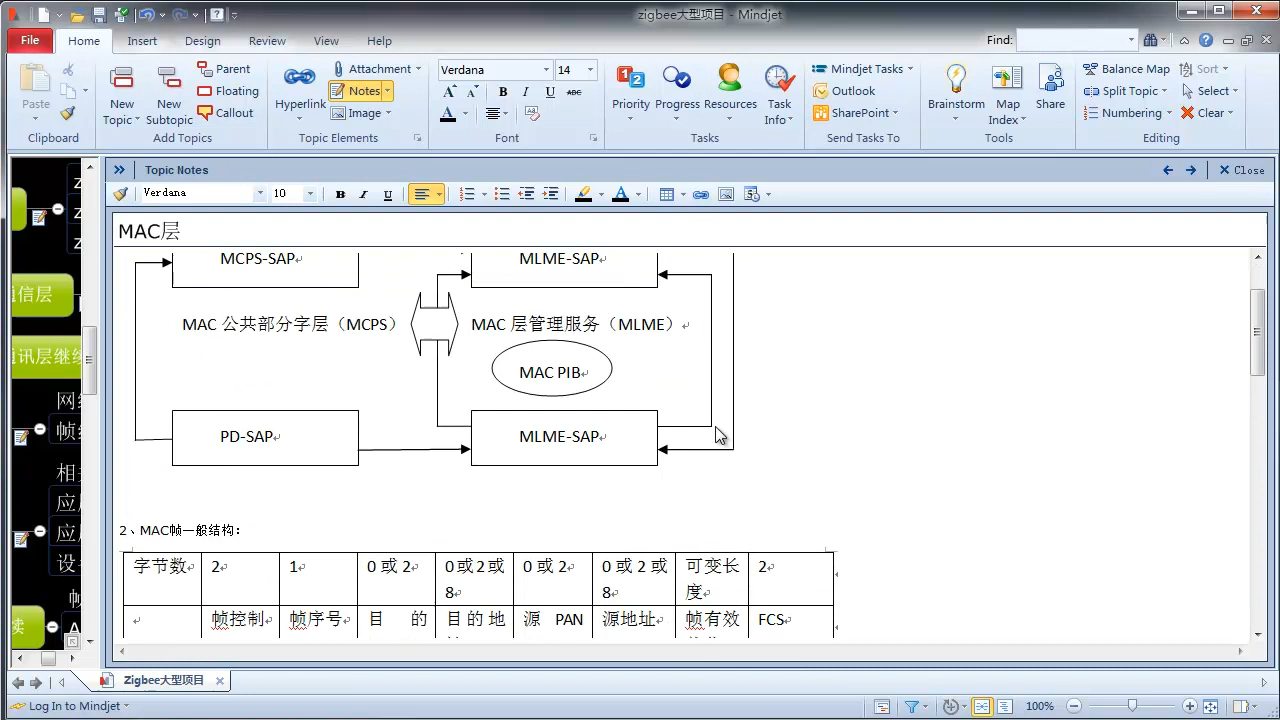 zigbee大型项目 - Mindjet
File Home Insert Design Review View Help
Find:
Paste
New Topic
New Subtopic
Parent
Floating
Callout
Hyperlink
Attachment
Notes
Image
Verdana 14
B I U ABC
A
Priority
Progress
Resources
Task Info
Mindjet Tasks
Outlook
SharePoint
Brainstorm
Map Index
Share
Balance Map
Split Topic
Numbering
Sort
Select
Clear
Clipboard Add Topics Topic Elements Font Tasks Send Tasks To Tools Editing
Topic Notes
Close
Verdana 10 B I U
MAC层
MCPS-SAP MLME-SAP
MAC 公共部分字层（MCPS） MAC 层管理服务（MLME）
MAC PIB
PD-SAP MLME-SAP
2、MAC帧一般结构：
字节数 2 1 0 或 2 0 或 2 或 8 0 或 2 0 或 2 或 8 可变长度 2
帧控制 帧序号 目 的 目 的 地 源 PAN 源地址 帧有效 FCS
信层
通讯层继续
网络
帧
应
应
设
帧
A
续
Zigbee大型项目
Log In to Mindjet
100%